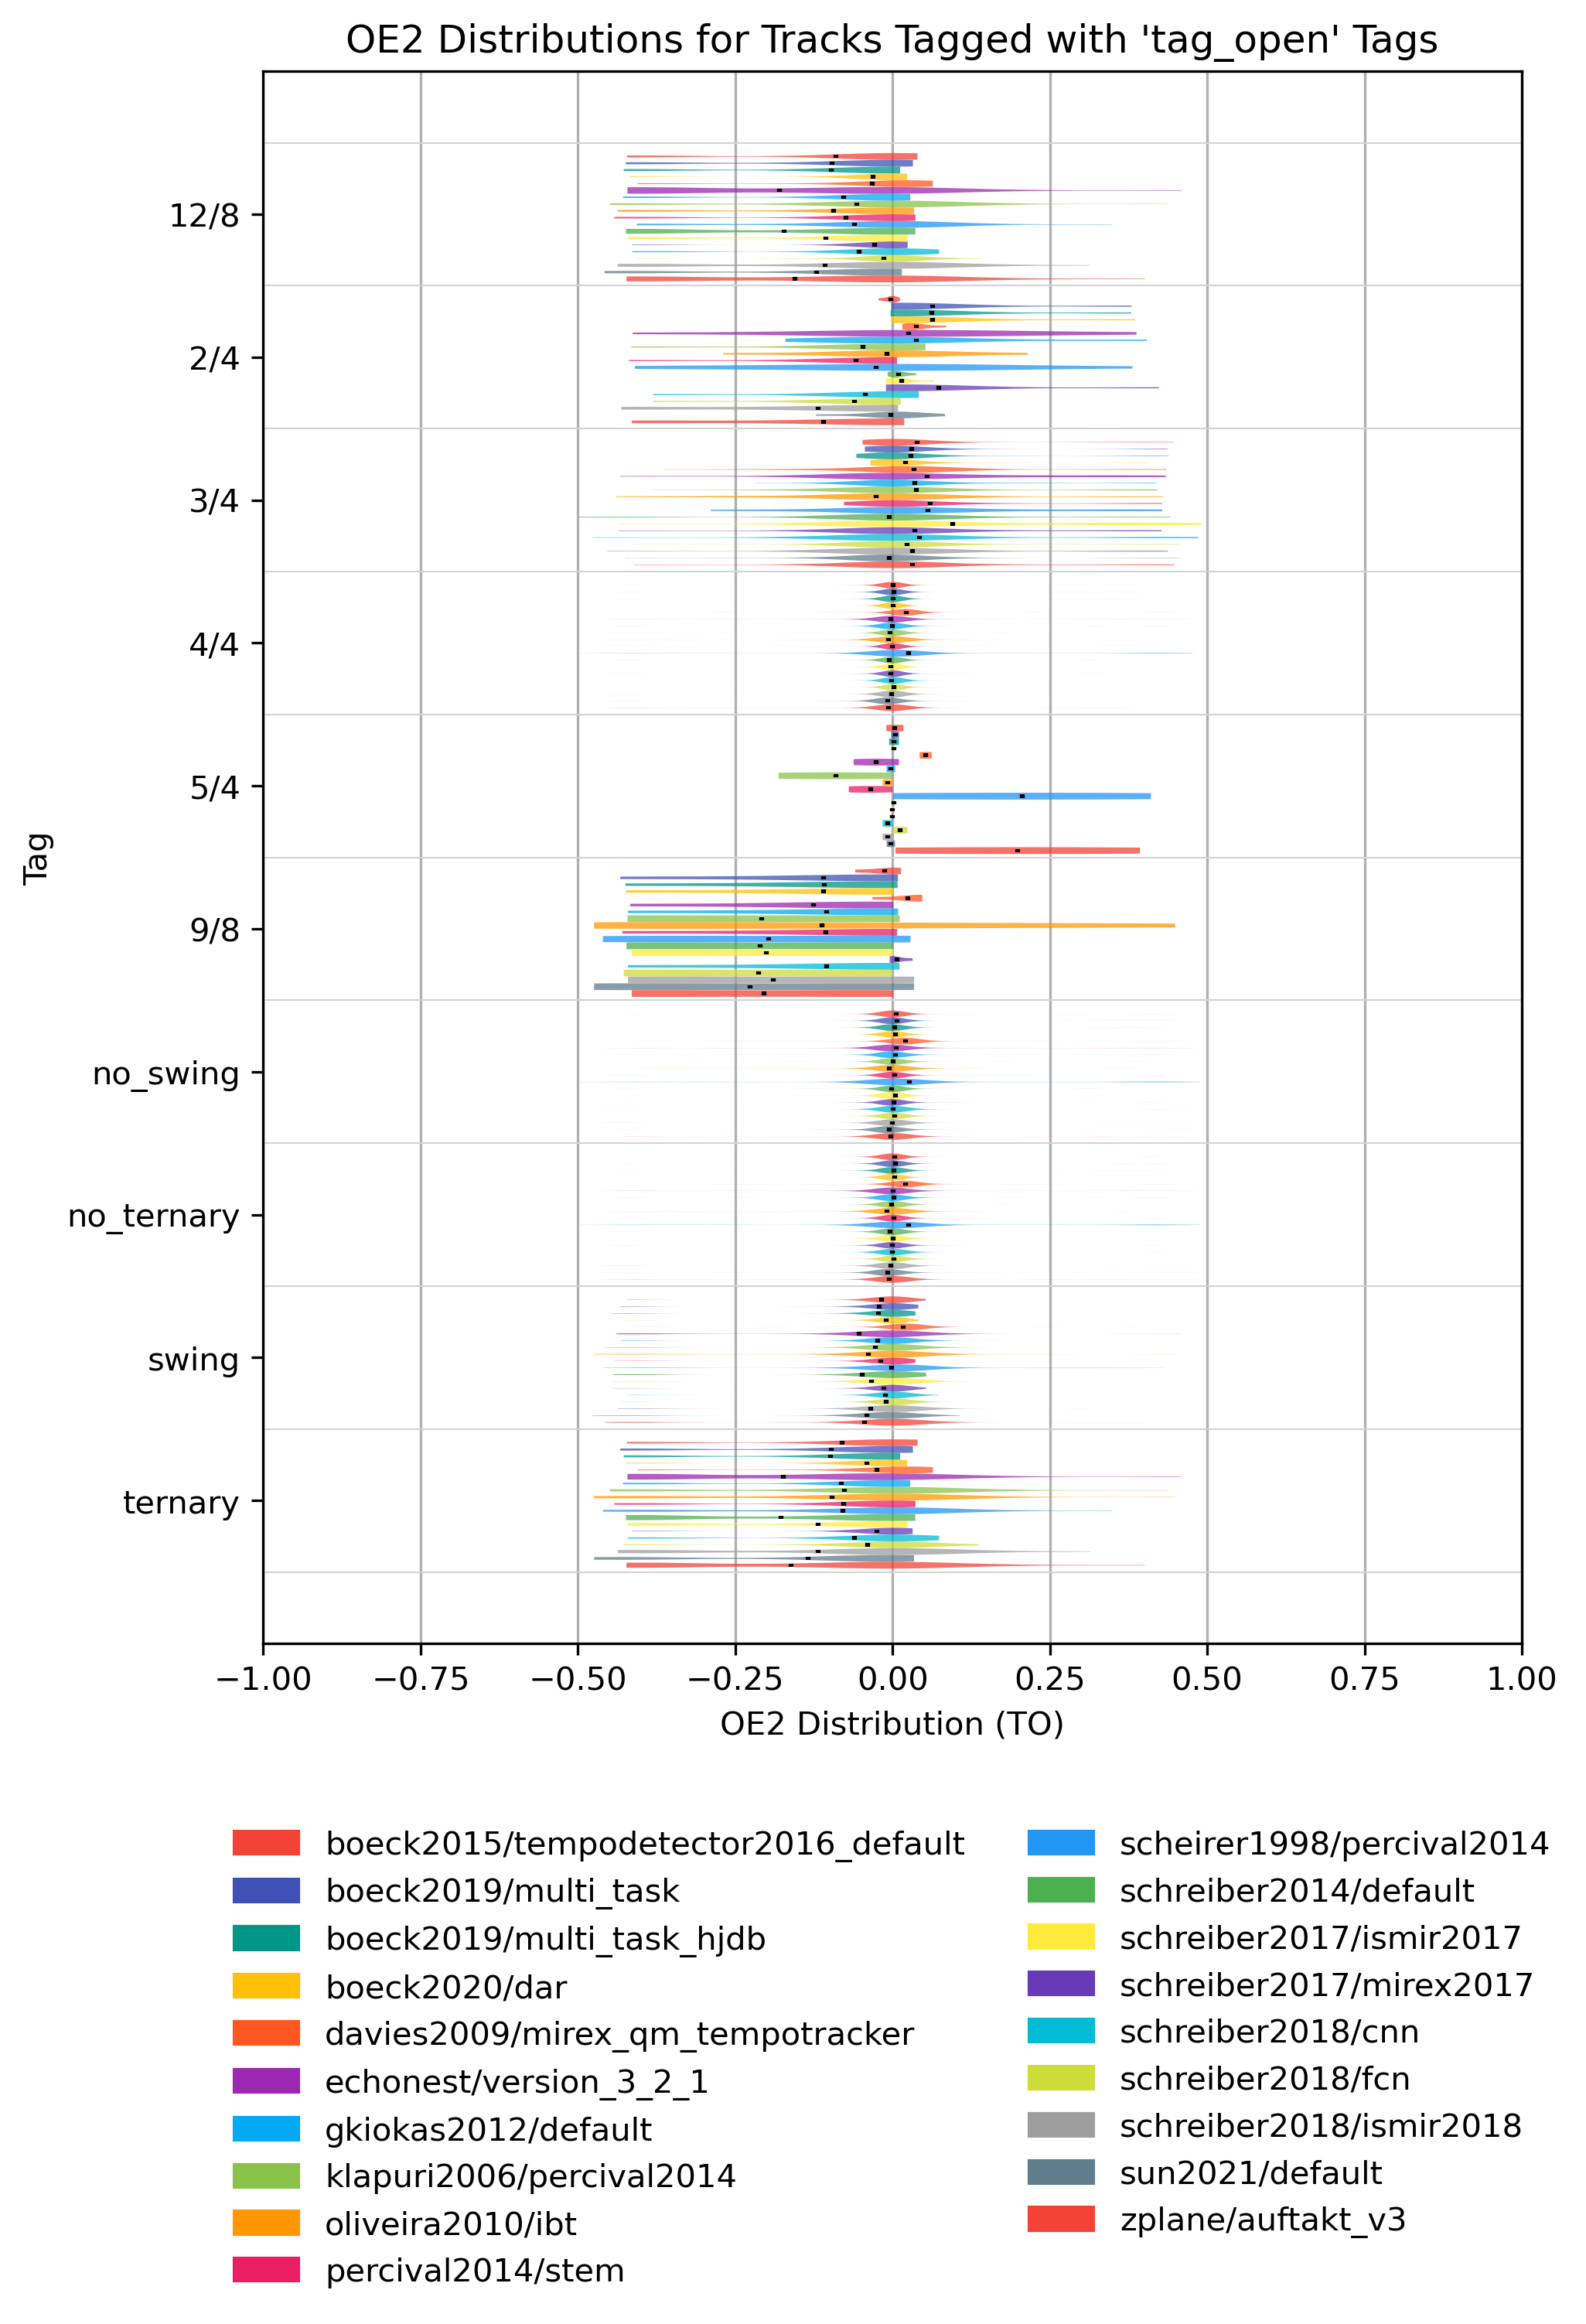 OE2 Distributions for Tracks Tagged with 'tag_open' Tags
Tag
12/8
2/4
3/4
4/4
5/4
9/8
no_swing
no_ternary
swing
ternary
−1.00 −0.75 −0.50 −0.25 0.00 0.25 0.50 0.75 1.00
OE2 Distribution (TO)
boeck2015/tempodetector2016_default
boeck2019/multi_task
boeck2019/multi_task_hjdb
boeck2020/dar
davies2009/mirex_qm_tempotracker
echonest/version_3_2_1
gkiokas2012/default
klapuri2006/percival2014
oliveira2010/ibt
percival2014/stem
scheirer1998/percival2014
schreiber2014/default
schreiber2017/ismir2017
schreiber2017/mirex2017
schreiber2018/cnn
schreiber2018/fcn
schreiber2018/ismir2018
sun2021/default
zplane/auftakt_v3